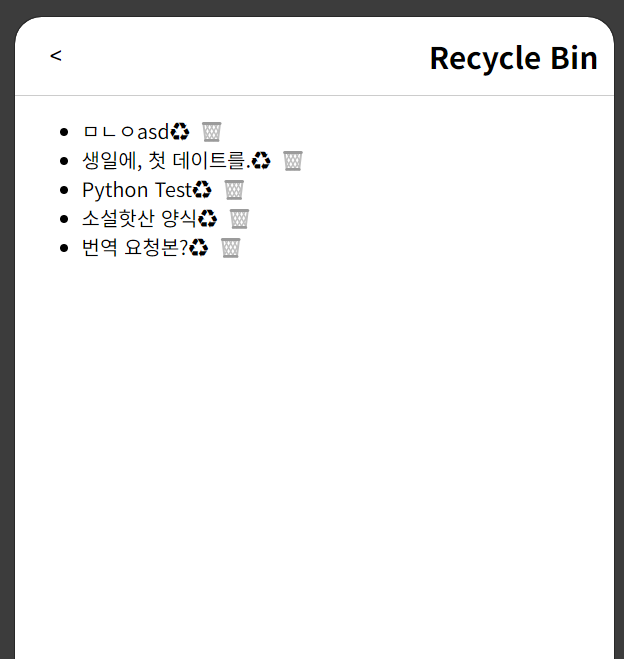 <
Recycle Bin
ㅁㄴㅇasd♻ 🗑
생일에, 첫 데이트를.♻ 🗑
Python Test♻ 🗑
소설핫산 양식♻ 🗑
번역 요청본?♻ 🗑